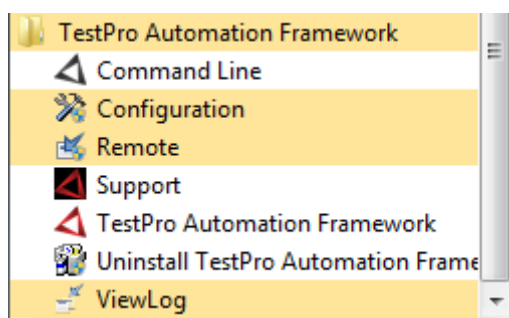 TestPro Automation Framework
Command Line
Configuration
Remote
Support
TestPro Automation Framework
Uninstall TestPro Automation Frame
ViewLog